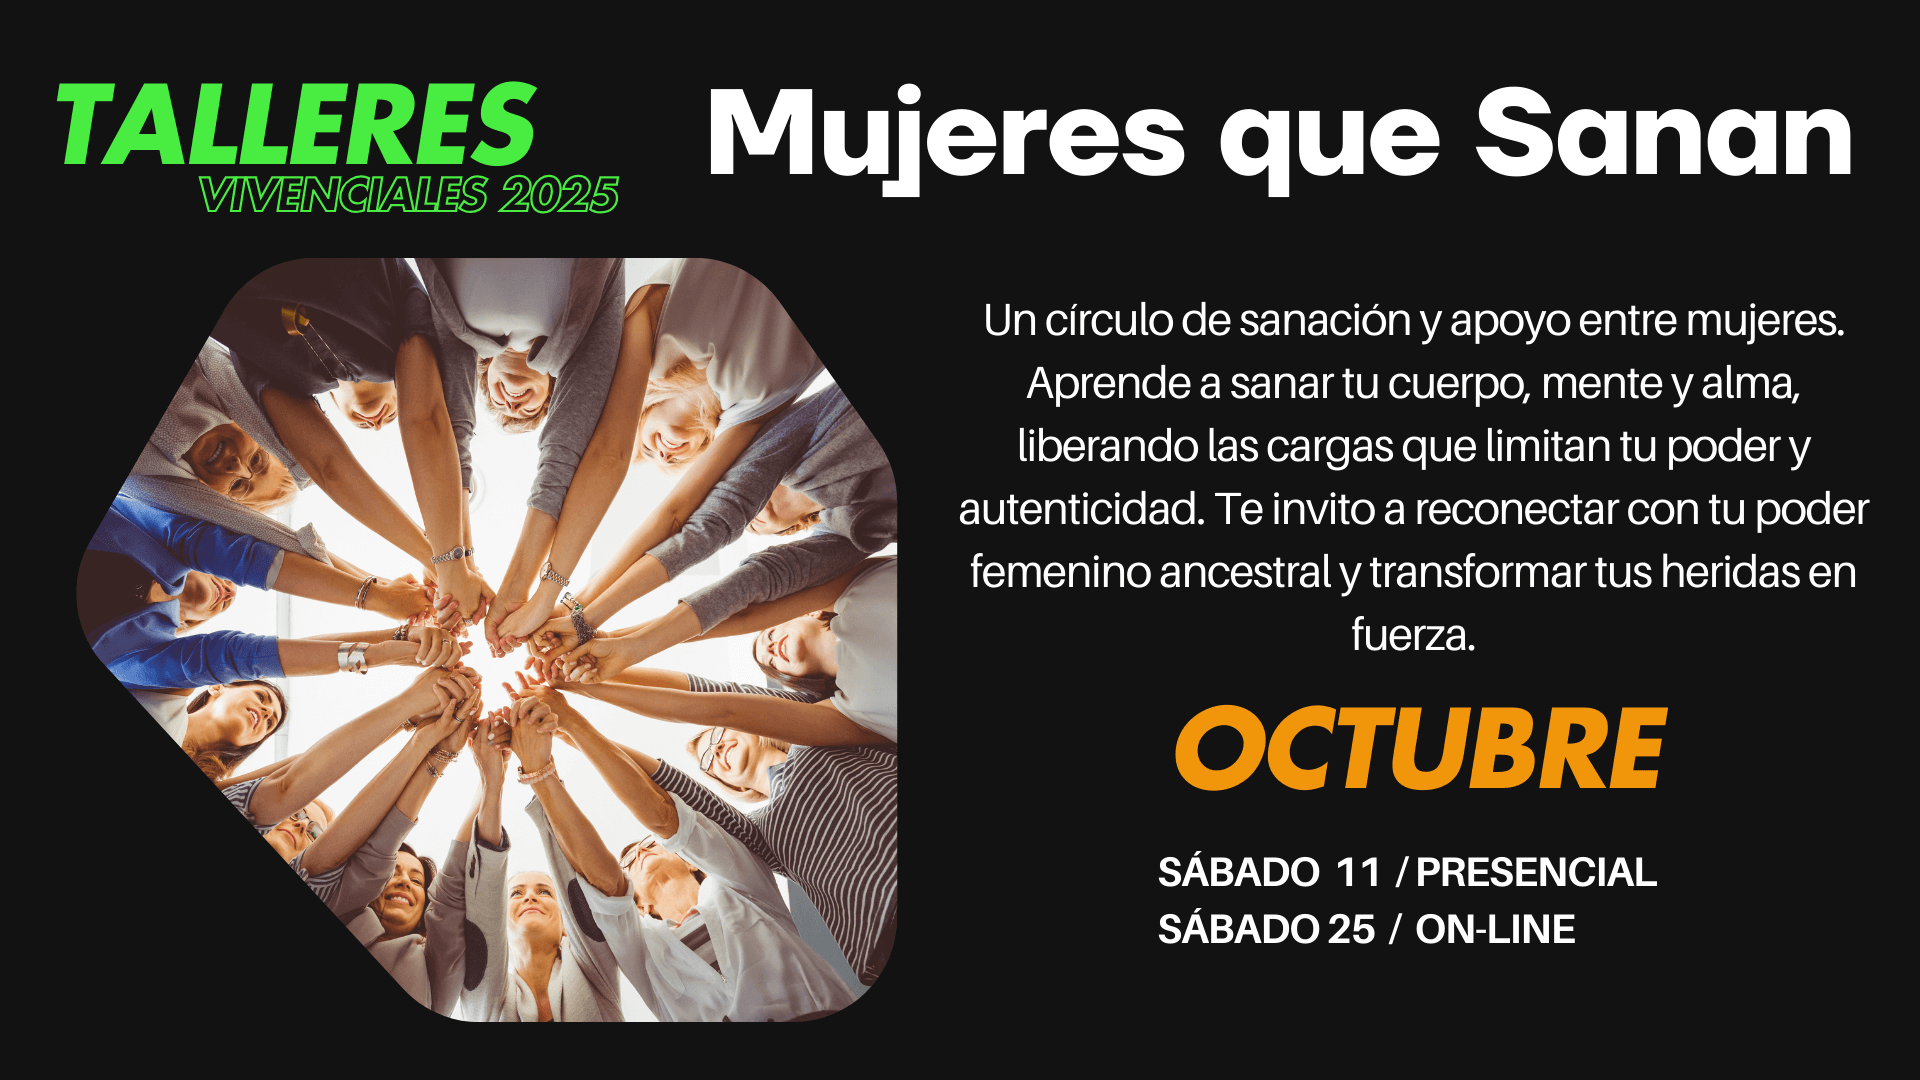 TALLERES
VIVENCIALES 2025
Mujeres que Sanan
Un círculo de sanación y apoyo entre mujeres.
Aprende a sanar tu cuerpo, mente y alma,
liberando las cargas que limitan tu poder y
autenticidad. Te invito a reconectar con tu poder
femenino ancestral y transformar tus heridas en
fuerza.
OCTUBRE
SÁBADO 11 / PRESENCIAL
SÁBADO 25 / ON-LINE